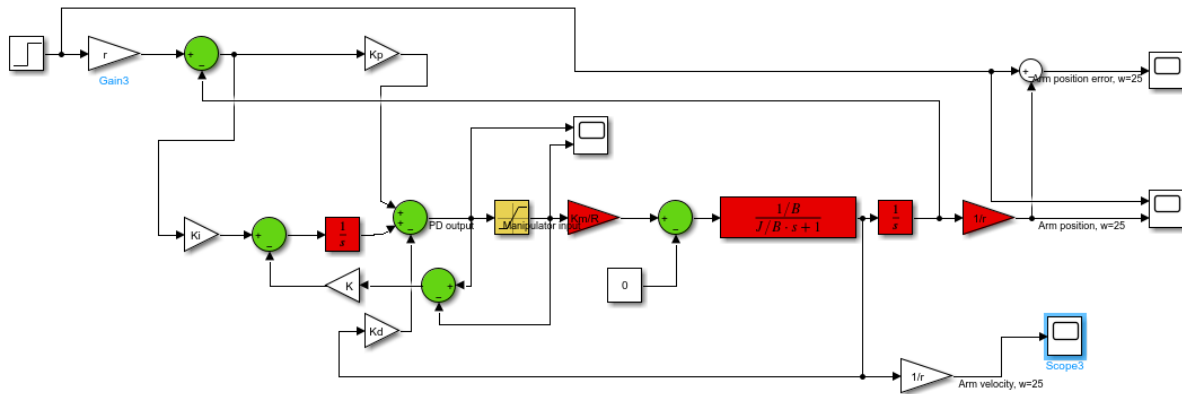 r
Gain3
Kp
Arm position error, w=25
Ki
1
s
PD output
Manipulator input
Km/R
1/B
J/B · s + 1
1
s
1/r
Arm position, w=25
K
0
Kd
1/r
Arm velocity, w=25
Scope3